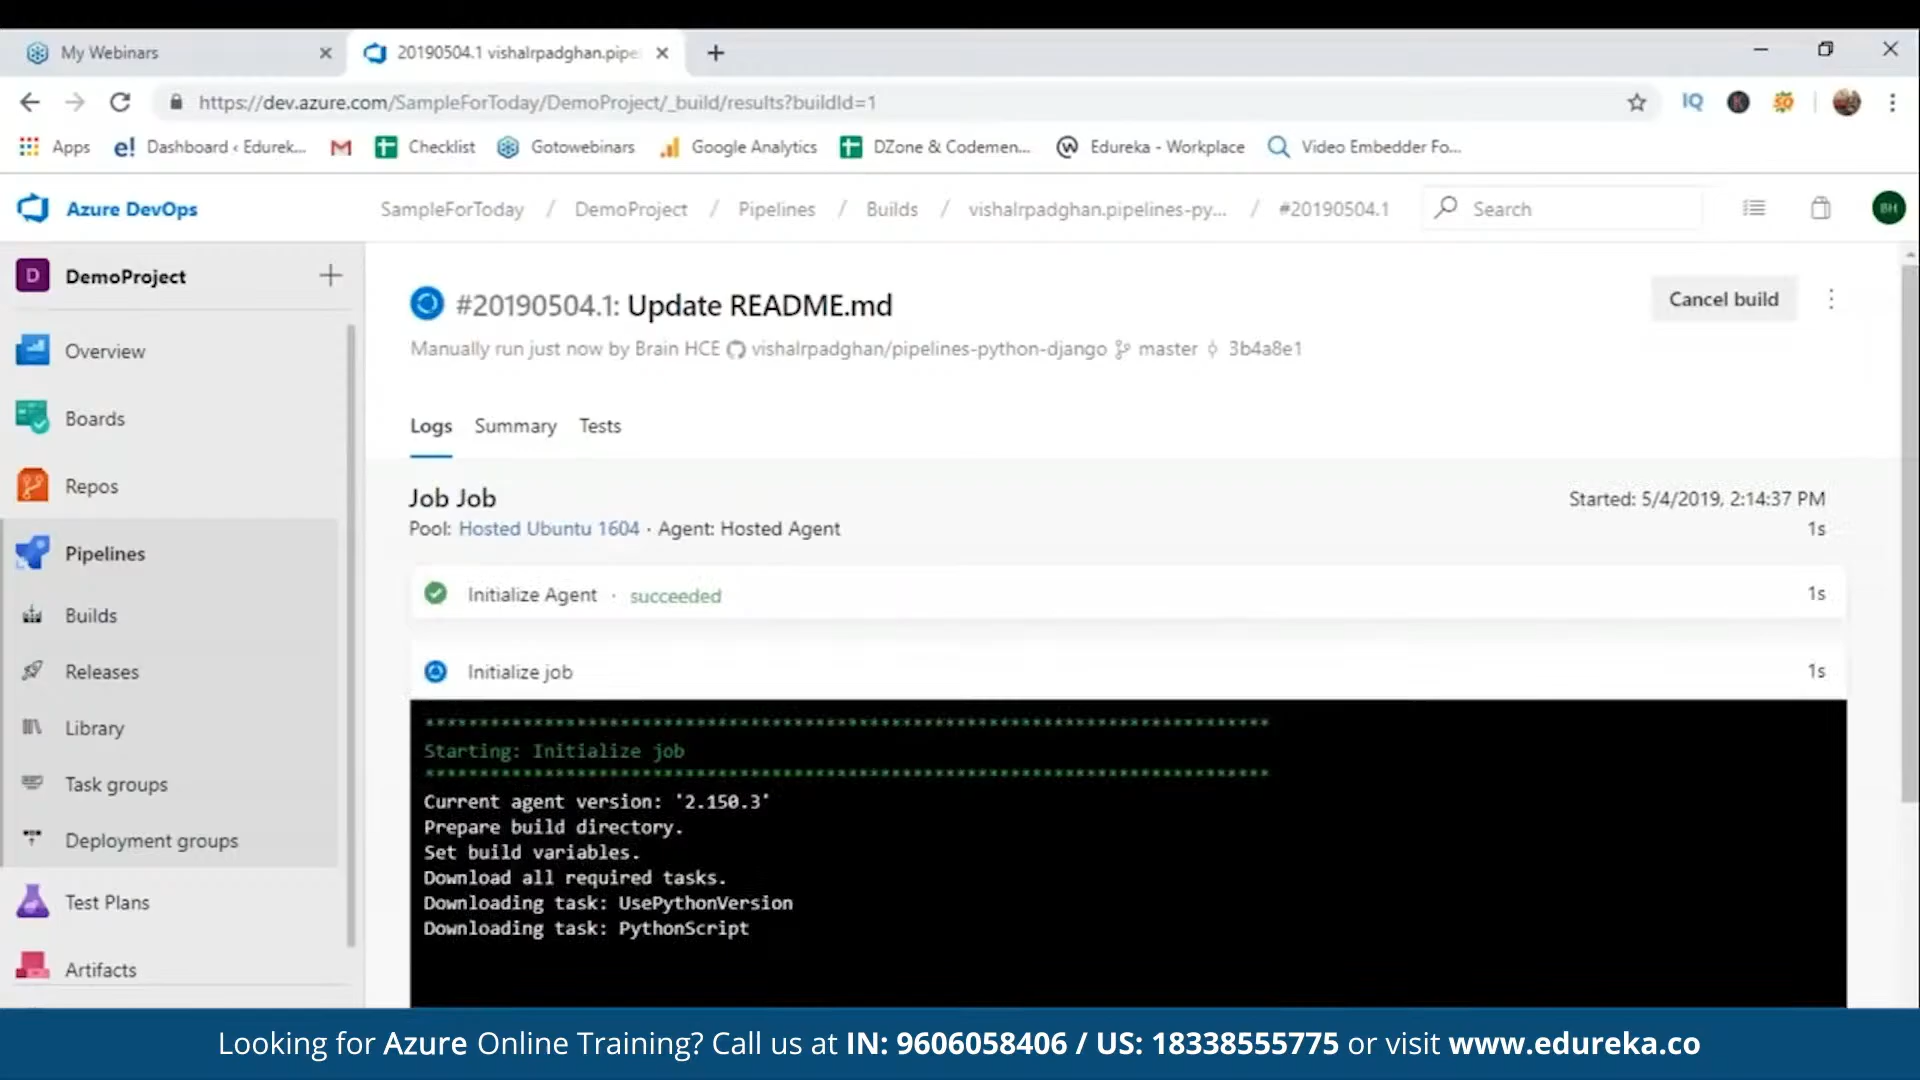 My Webinars
20190504.1 vishalrpadghan.pipe
https://dev.azure.com/SampleForToday/DemoProject/_build/results?buildId=1
IQ
K
SQ
Apps
e! Dashboard ‹ Edurek...
Checklist
Gotowebinars
Google Analytics
DZone & Codemen...
Edureka - Workplace
Video Embedder Fo...
Azure DevOps
SampleForToday / DemoProject / Pipelines / Builds / vishalrpadghan.pipelines-py... / #20190504.1
Search
BH
D DemoProject
Overview
Boards
Repos
Pipelines
Builds
Releases
Library
Task groups
Deployment groups
Test Plans
Artifacts
#20190504.1: Update README.md
Cancel build
Manually run just now by Brain HCE vishalrpadghan/pipelines-python-django master 3b4a8e1
Logs Summary Tests
Job Job
Started: 5/4/2019, 2:14:37 PM
Pool: Hosted Ubuntu 1604 · Agent: Hosted Agent
1s
Initialize Agent · succeeded
1s
Initialize job
1s
Starting: Initialize job
Current agent version: '2.150.3'
Prepare build directory.
Set build variables.
Download all required tasks.
Downloading task: UsePythonVersion
Downloading task: PythonScript
Looking for Azure Online Training? Call us at IN: 9606058406 / US: 18338555775 or visit www.edureka.co